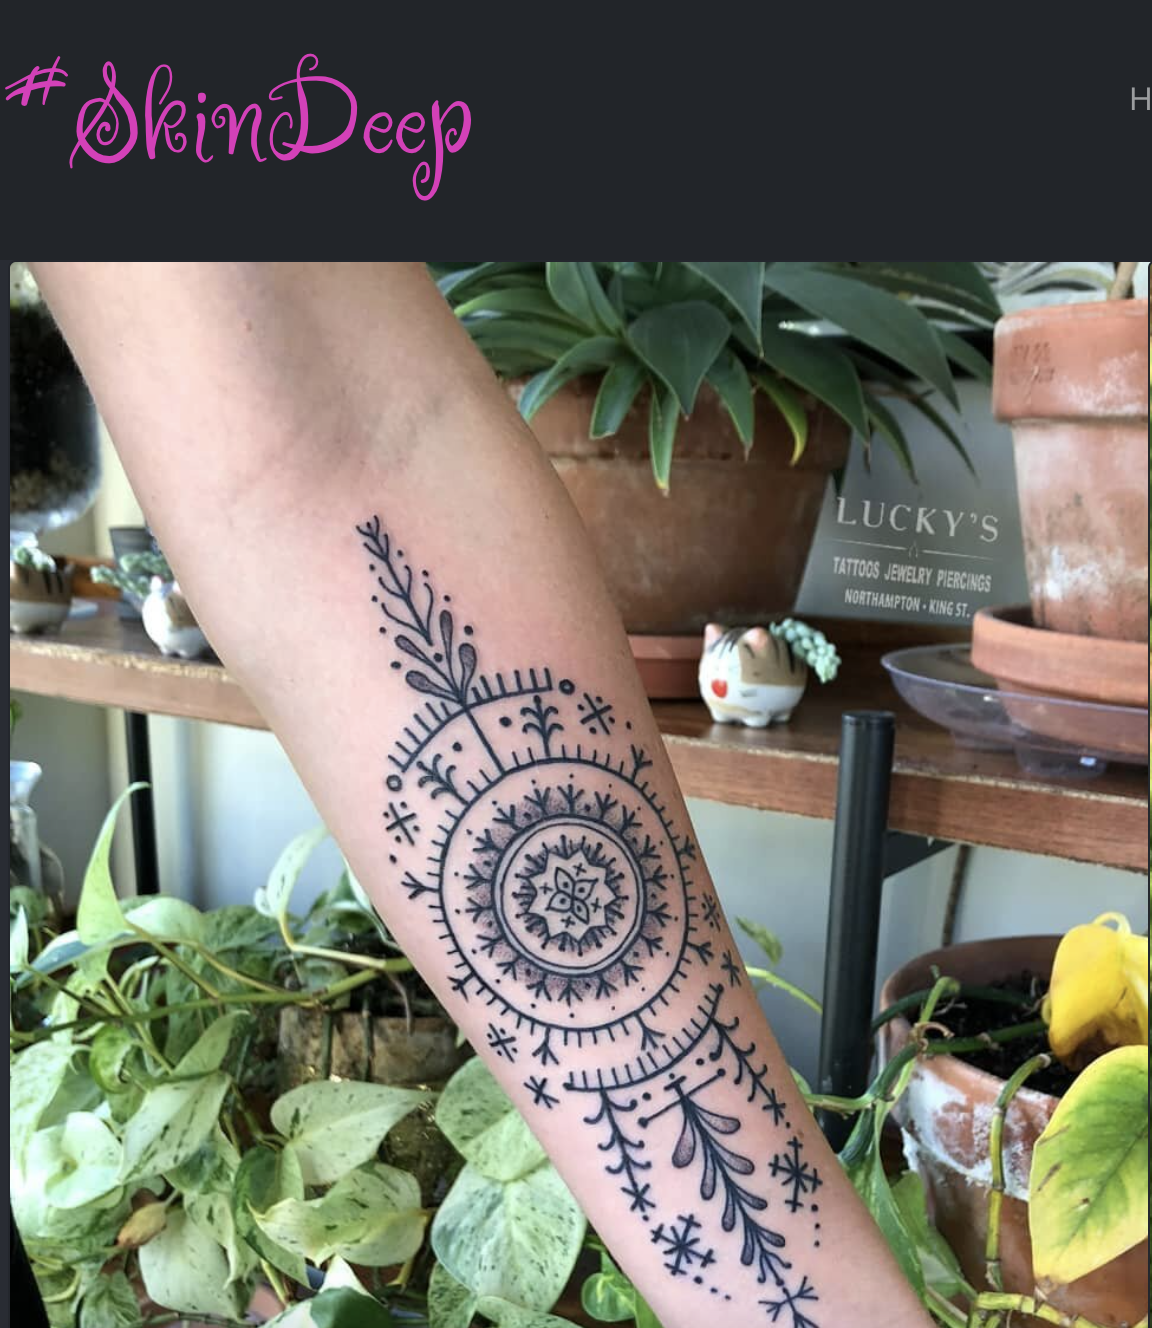 #SkinDeep
H
LUCKY'S
TATTOOS JEWELRY PIERCINGS
NORTHAMPTON • KING ST.